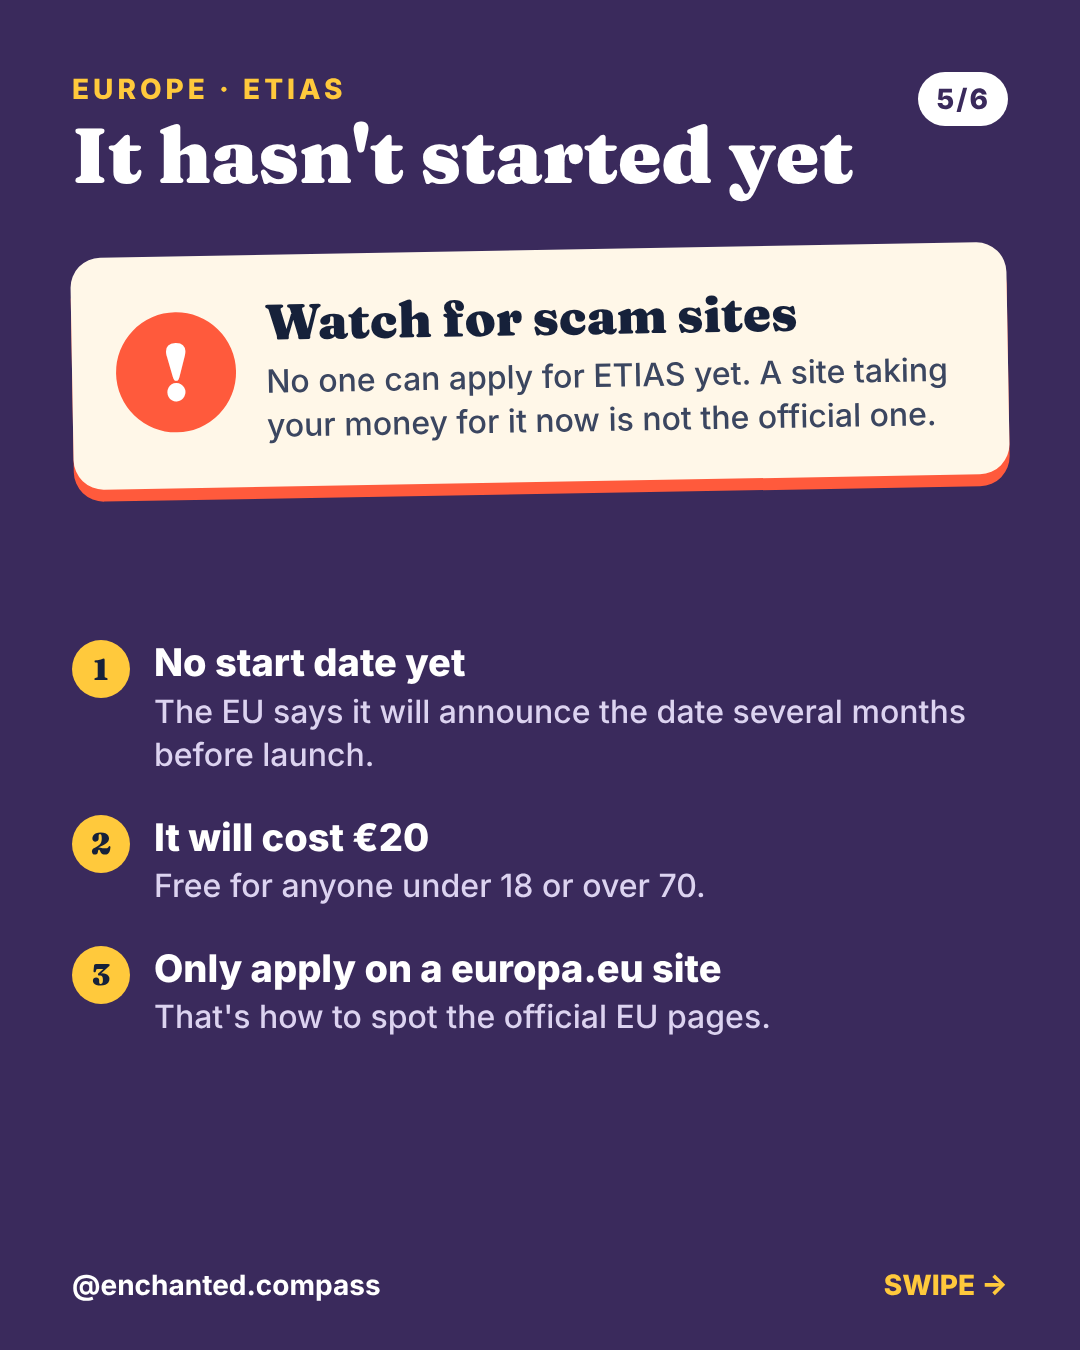 EUROPE · ETIAS
5/6
It hasn't started yet
!
Watch for scam sites
No one can apply for ETIAS yet. A site taking
your money for it now is not the official one.
1
No start date yet
The EU says it will announce the date several months
before launch.
2
It will cost €20
Free for anyone under 18 or over 70.
3
Only apply on a europa.eu site
That's how to spot the official EU pages.
@enchanted.compass
SWIPE →